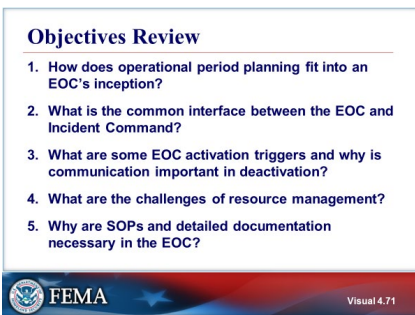 Objectives Review
1. How does operational period planning fit into an
EOC's inception?
2. What is the common interface between the EOC and
Incident Command?
3. What are some EOC activation triggers and why is
communication important in deactivation?
4. What are the challenges of resource management?
5. Why are SOPs and detailed documentation
necessary in the EOC?
FEMA
Visual 4.71